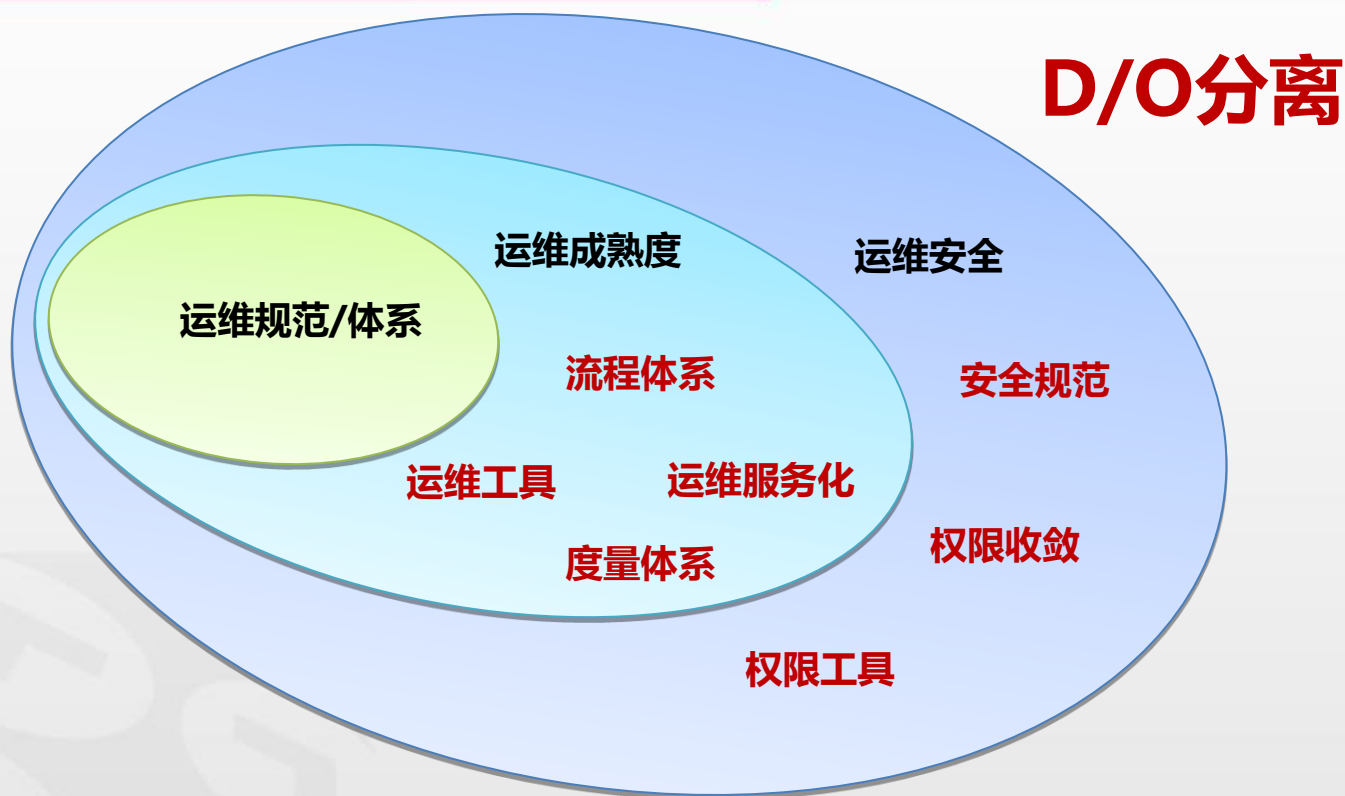 D/O分离
运维成熟度
运维安全
运维规范/体系
流程体系
安全规范
运维工具
运维服务化
度量体系
权限收敛
权限工具